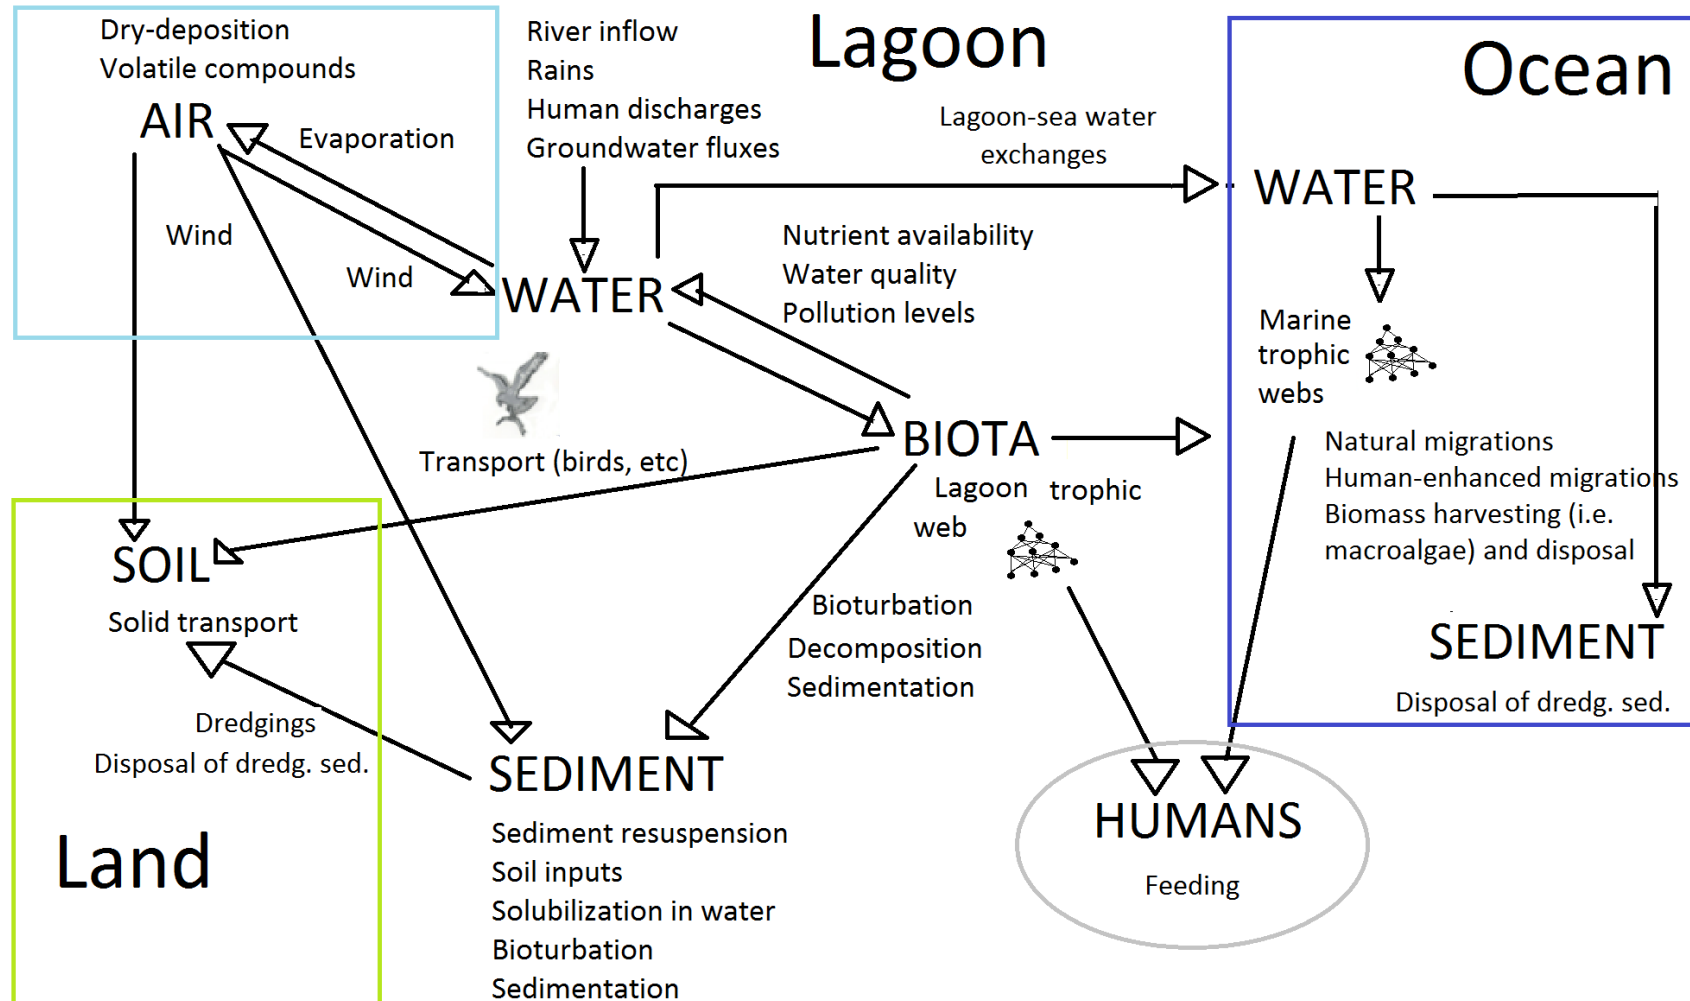 Dry-deposition
Volatile compounds
AIR
Evaporation
Wind
Wind
River inflow
Rains
Human discharges
Groundwater fluxes
WATER
Lagoon
Lagoon-sea water
exchanges
Nutrient availability
Water quality
Pollution levels
Ocean
WATER
Marine
trophic
webs
Natural migrations
Human-enhanced migrations
Biomass harvesting (i.e.
macroalgae) and disposal
SEDIMENT
Disposal of dredg. sed.
Transport (birds, etc)
BIOTA
Lagoon trophic
web
Bioturbation
Decomposition
Sedimentation
SOIL
Solid transport
Dredgings
Disposal of dredg. sed.
Land
SEDIMENT
Sediment resuspension
Soil inputs
Solubilization in water
Bioturbation
Sedimentation
HUMANS
Feeding